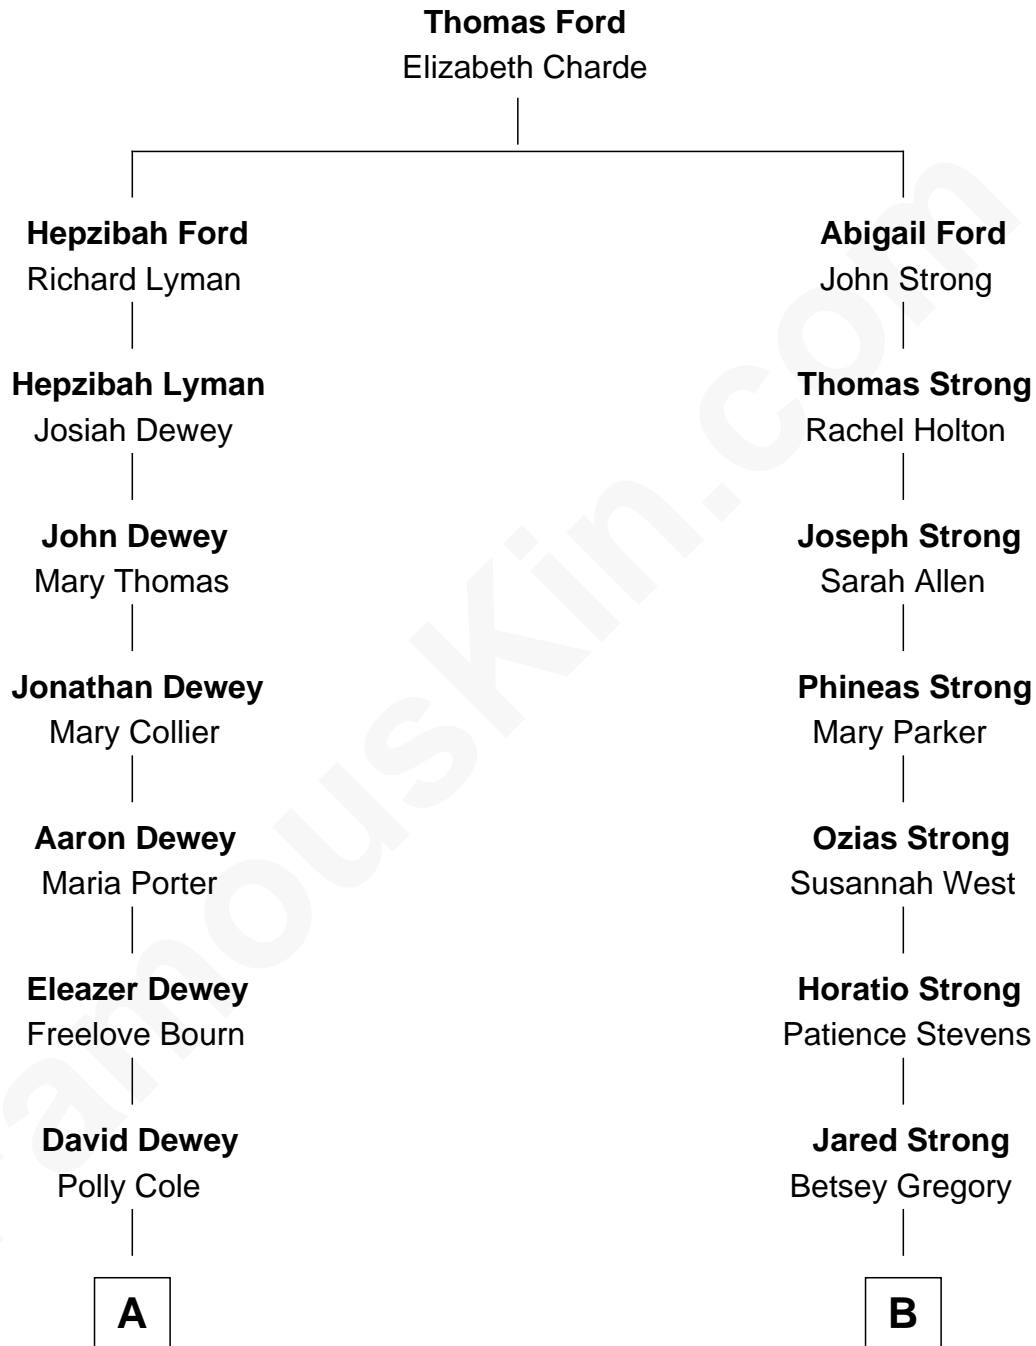 Thomas Ford
Elizabeth Charde
Hepzibah Ford
Richard Lyman
Abigail Ford
John Strong
Hepzibah Lyman
Josiah Dewey
Thomas Strong
Rachel Holton
John Dewey
Mary Thomas
Joseph Strong
Sarah Allen
Jonathan Dewey
Mary Collier
Phineas Strong
Mary Parker
Aaron Dewey
Maria Porter
Ozias Strong
Susannah West
Eleazer Dewey
Freelove Bourn
Horatio Strong
Patience Stevens
David Dewey
Polly Cole
Jared Strong
Betsey Gregory
A
B
amouskin.com